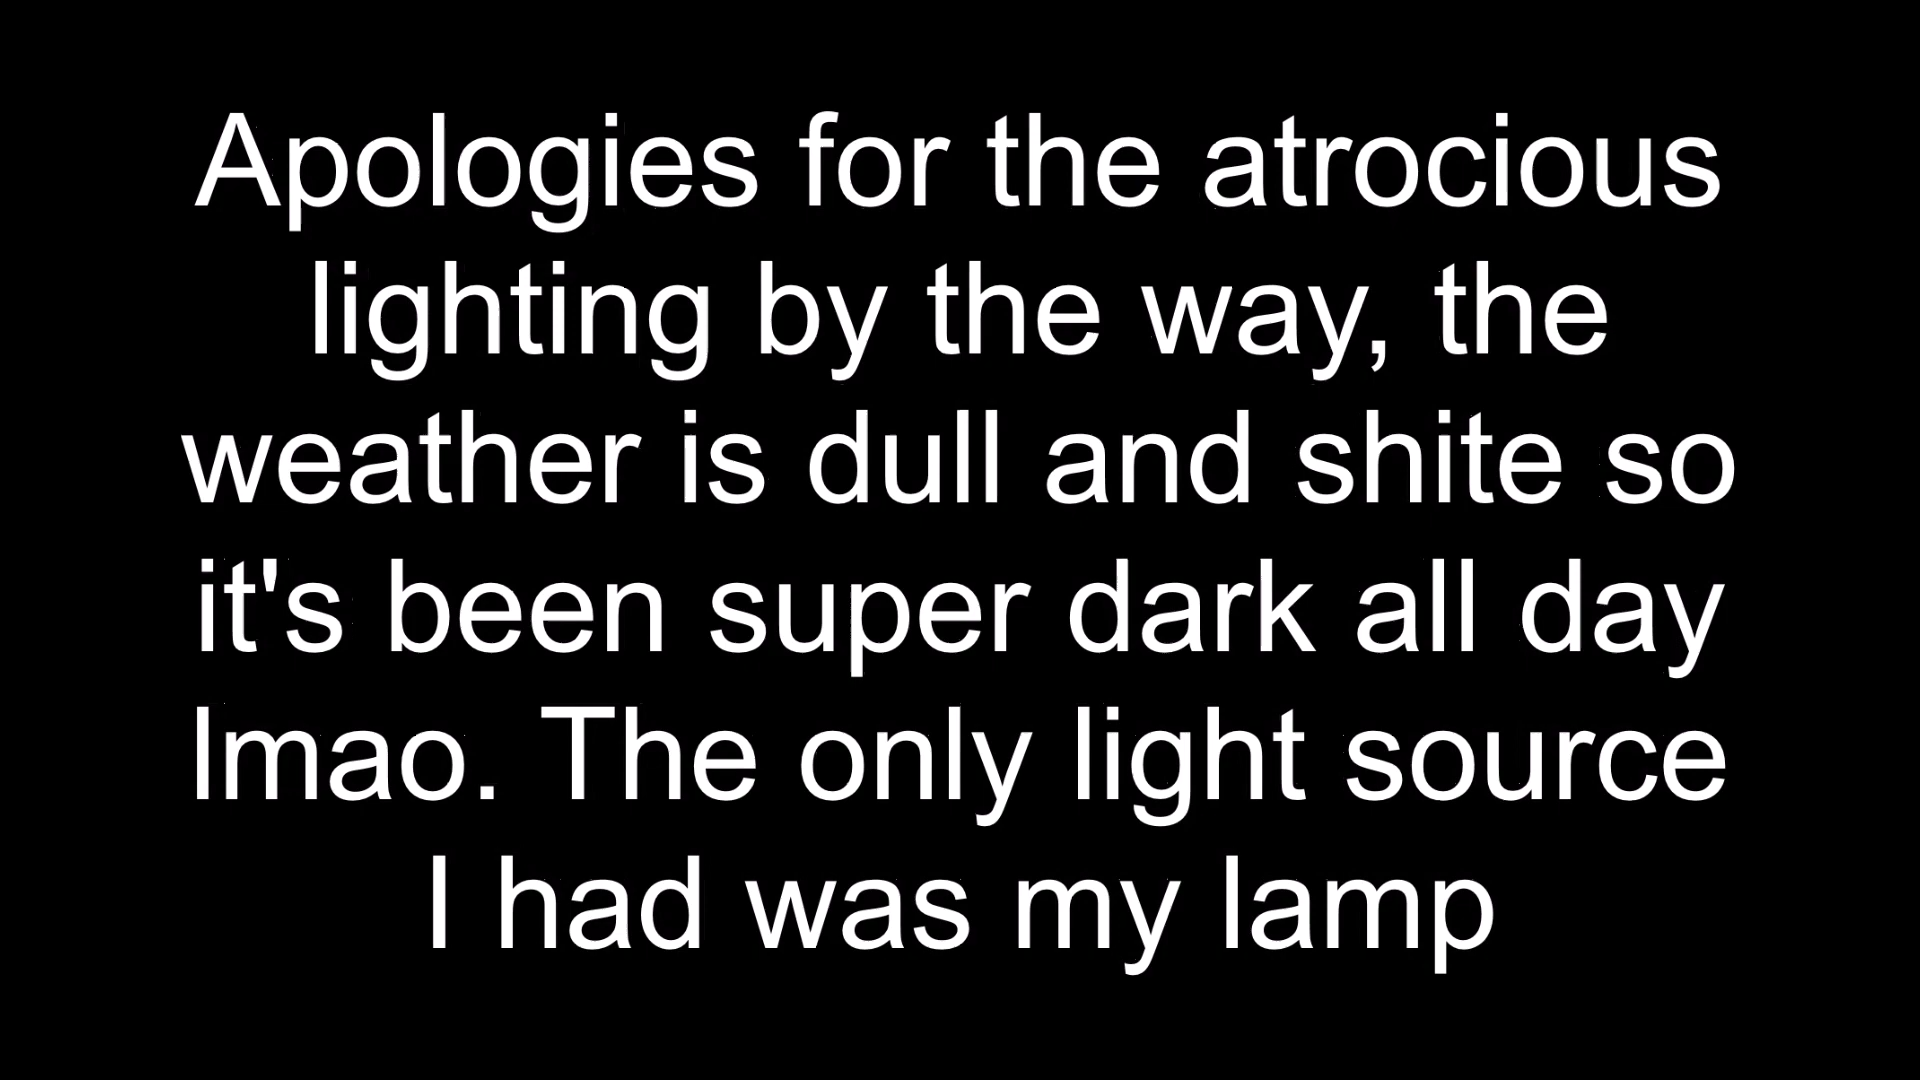 Apologies for the atrocious
lighting by the way, the
weather is dull and shite so
it's been super dark all day
lmao. The only light source
I had was my lamp